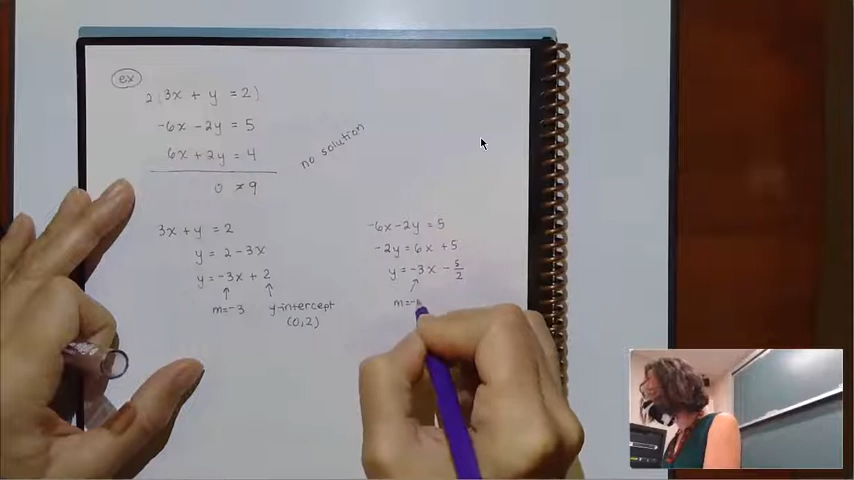 ex
2(3x + y = 2)
-6x - 2y = 5
6x + 2y = 4
0 ≠ 9
no solution
3x + y = 2
y = 2 - 3x
y = -3x + 2
m = -3
y-intercept
(0,2)
-6x - 2y = 5
-2y = 6x + 5
y = -3x - 5/2
m = -